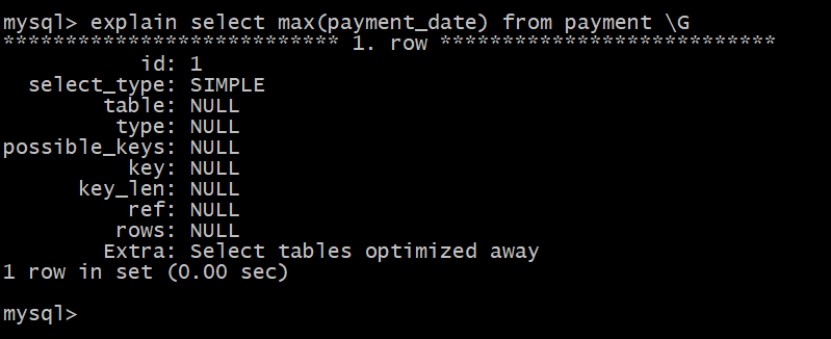 mysql> explain select max(payment_date) from payment \G
*************************** 1. row ***************************
           id: 1
  select_type: SIMPLE
        table: NULL
         type: NULL
possible_keys: NULL
          key: NULL
      key_len: NULL
          ref: NULL
         rows: NULL
        Extra: Select tables optimized away
1 row in set (0.00 sec)
mysql>